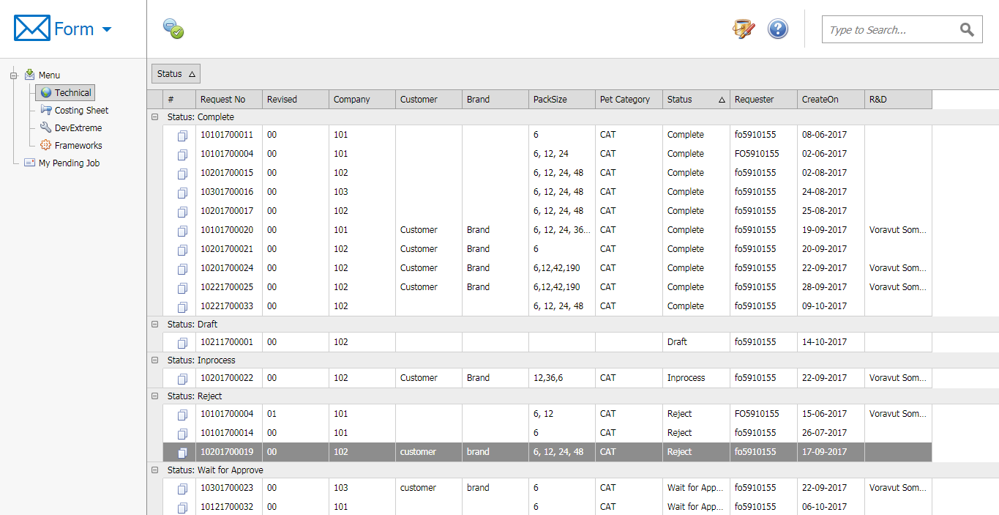 Form
Type to Search...
Menu
Technical
Costing Sheet
DevExtreme
Frameworks
My Pending Job
Status
# Request No Revised Company Customer Brand PackSize Pet Category Status Requester CreateOn R&D
Status: Complete
10101700011 00 101 6 CAT Complete fo5910155 08-06-2017
10101700004 00 101 6, 12, 24 CAT Complete FO5910155 02-06-2017
10201700015 00 102 6, 12, 24, 48 CAT Complete fo5910155 02-08-2017
10301700016 00 103 6, 12, 24, 48 CAT Complete fo5910155 24-08-2017
10201700017 00 102 6, 12, 24, 48 CAT Complete fo5910155 25-08-2017
10101700020 00 101 Customer Brand 6, 12, 24, 36... CAT Complete fo5910155 19-09-2017 Voravut Som...
10201700021 00 102 Customer Brand 6 CAT Complete fo5910155 20-09-2017
10201700024 00 102 Customer Brand 6,12,42,190 CAT Complete fo5910155 22-09-2017 Voravut Som...
10221700025 00 102 Customer Brand 6,12,42,190 CAT Complete fo5910155 28-09-2017 Voravut Som...
10221700033 00 102 6, 12, 24, 48 CAT Complete fo5910155 09-10-2017
Status: Draft
10211700001 00 102 Draft fo5910155 14-10-2017
Status: Inprocess
10201700022 00 102 Customer Brand 12,36,6 CAT Inprocess fo5910155 22-09-2017 Voravut Som...
Status: Reject
10101700004 01 101 6, 12 CAT Reject FO5910155 15-06-2017 Voravut Som...
10101700014 00 101 6 CAT Reject fo5910155 26-07-2017
10201700019 00 102 customer brand 6, 12, 24, 48 CAT Reject fo5910155 17-09-2017
Status: Wait for Approve
10301700023 00 103 customer brand 6 CAT Wait for App... fo5910155 22-09-2017 Voravut Som...
10121700032 00 101 6 CAT Wait for App... fo5910155 06-10-2017